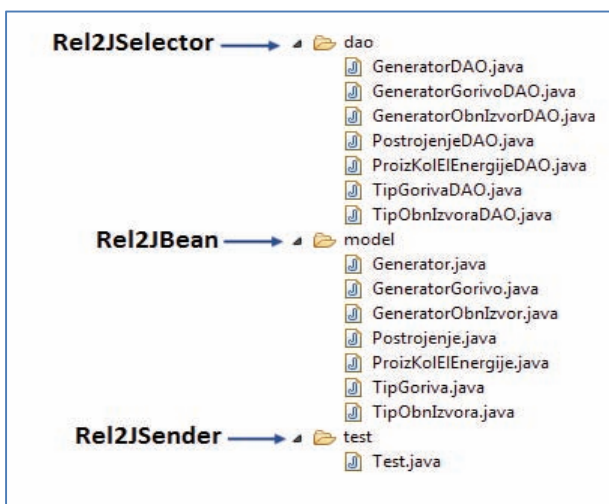 Rel2JSelector dao
GeneratorDAO.java
GeneratorGorivoDAO.java
GeneratorObnIzvorDAO.java
PostrojenjeDAO.java
ProizKolElEnergijeDAO.java
TipGorivaDAO.java
TipObnIzvoraDAO.java
Rel2JBean model
Generator.java
GeneratorGorivo.java
GeneratorObnIzvor.java
Postrojenje.java
ProizKolElEnergije.java
TipGoriva.java
TipObnIzvora.java
Rel2JSender test
Test.java